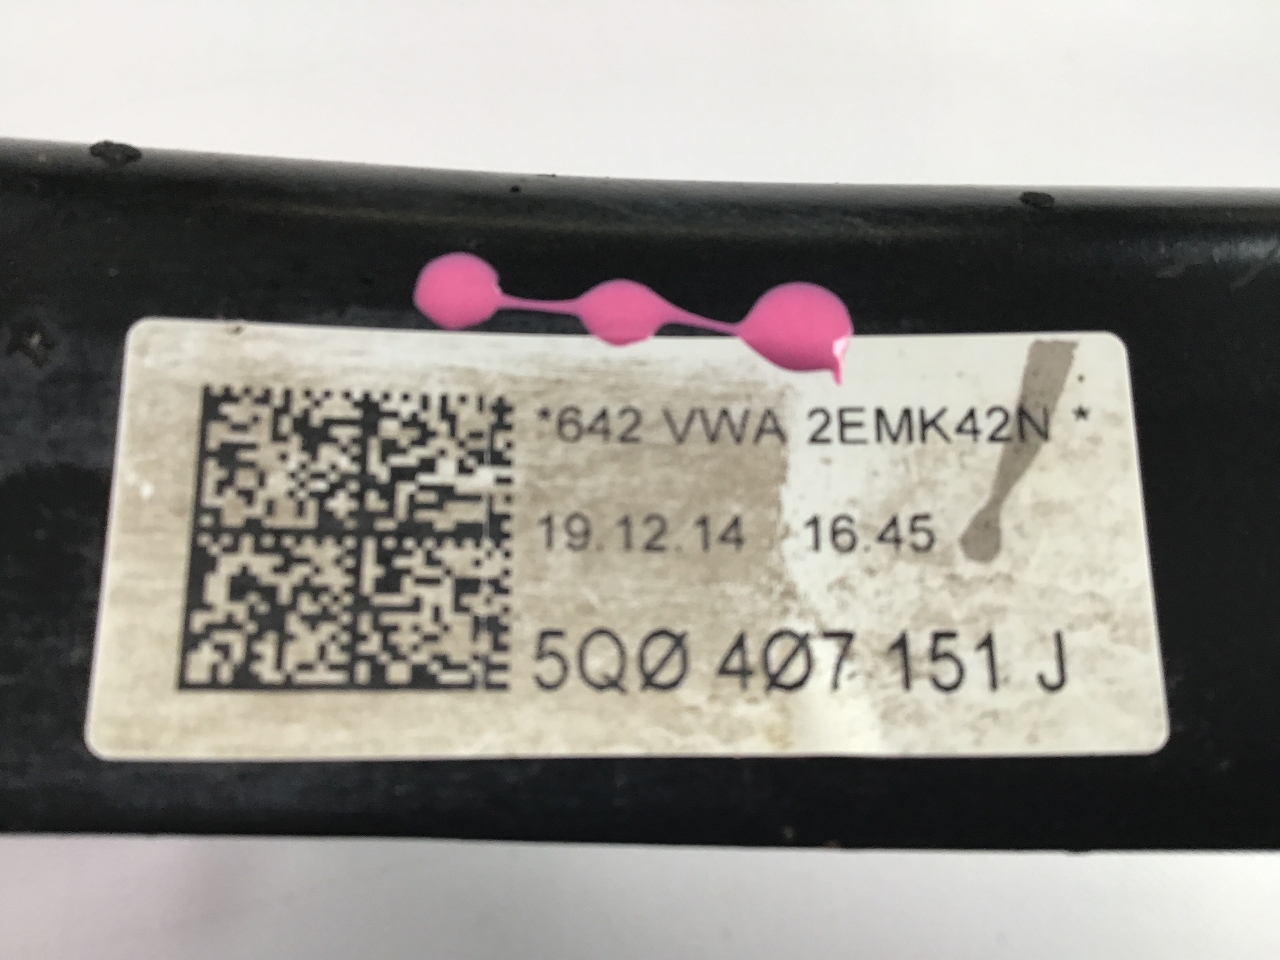 *642 VWA 2EMK42N *
19.12.14 16.45
5QØ 4Ø7 151 J